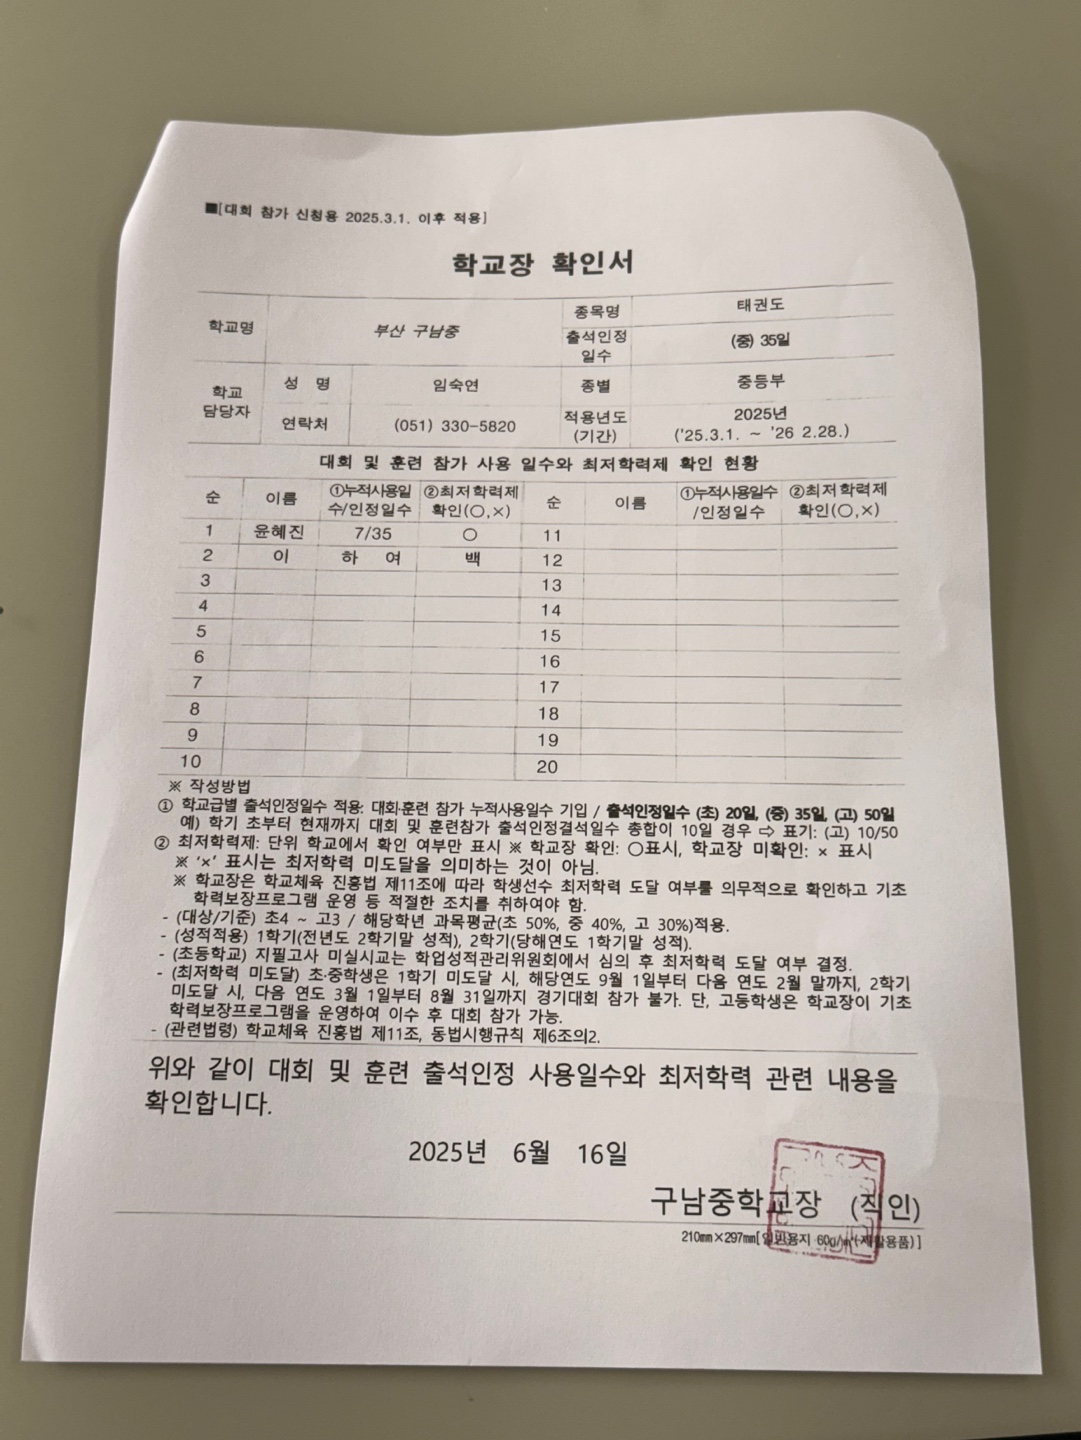 ■[대회 참가 신청용 2025.3.1. 이후 적용]
학교장 확인서
학교명 부산 구남중 종목명 태권도
출석인정 일수 (중) 35일
학교 담당자 성 명 임숙연 종별 중등부
연락처 (051) 330-5820 적용년도 (기간) 2025년 ('25.3.1. ~ '26 2.28.)
대회 및 훈련 참가 사용 일수와 최저학력제 확인 현황
순 이름 ①누적사용일수/인정일수 ②최저학력제 확인(○,×) 순 이름 ①누적사용일수/인정일수 ②최저학력제 확인(○,×)
1 윤혜진 7/35 ○ 11
2 이 하 여 백 12
3 13
4 14
5 15
6 16
7 17
8 18
9 19
10 20
※ 작성방법
① 학교급별 출석인정일수 적용: 대회·훈련 참가 누적사용일수 기입 / 출석인정일수 (초) 20일, (중) 35일, (고) 50일
예) 학기 초부터 현재까지 대회 및 훈련참가 출석인정결석일수 총합이 10일 경우 ⇨ 표기: (고) 10/50
② 최저학력제: 단위 학교에서 확인 여부만 표시 ※ 학교장 확인: ○표시, 학교장 미확인: × 표시
※ '×' 표시는 최저학력 미도달을 의미하는 것이 아님.
※ 학교장은 학교체육 진흥법 제11조에 따라 학생선수 최저학력 도달 여부를 의무적으로 확인하고 기초
학력보장프로그램 운영 등 적절한 조치를 취하여야 함.
- (대상/기준) 초4 ~ 고3 / 해당학년 과목평균(초 50%, 중 40%, 고 30%)적용.
- (성적적용) 1학기(전년도 2학기말 성적), 2학기(당해연도 1학기말 성적).
- (초등학교) 지필고사 미실시교는 학업성적관리위원회에서 심의 후 최저학력 도달 여부 결정.
- (최저학력 미도달) 초·중학생은 1학기 미도달 시, 해당연도 9월 1일부터 다음 연도 2월 말까지, 2학기
미도달 시, 다음 연도 3월 1일부터 8월 31일까지 경기대회 참가 불가. 단, 고등학생은 학교장이 기초
학력보장프로그램을 운영하여 이수 후 대회 참가 가능.
- (관련법령) 학교체육 진흥법 제11조, 동법시행규칙 제6조의2.
위와 같이 대회 및 훈련 출석인정 사용일수와 최저학력 관련 내용을
확인합니다.
2025년 6월 16일
구남중학교장 (직인)
210㎜×297㎜[일반용지 60g/㎡(재활용품)]